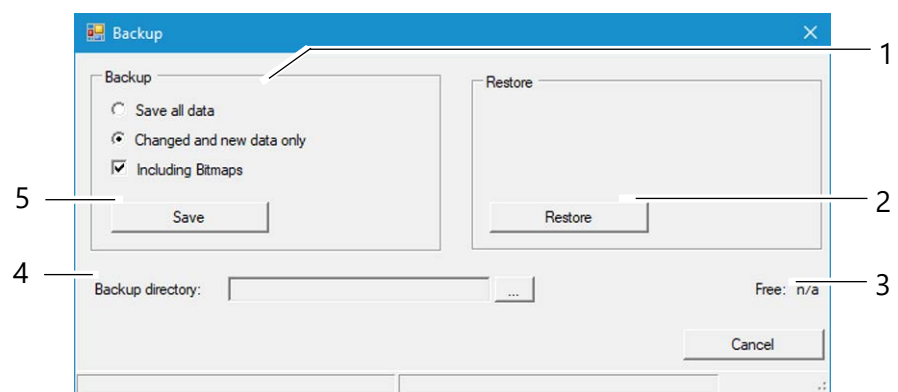 Backup
1
Backup
Restore
Save all data
Changed and new data only
Including Bitmaps
5
2
Save
Restore
4
Backup directory:
...
Free: n/a
3
Cancel